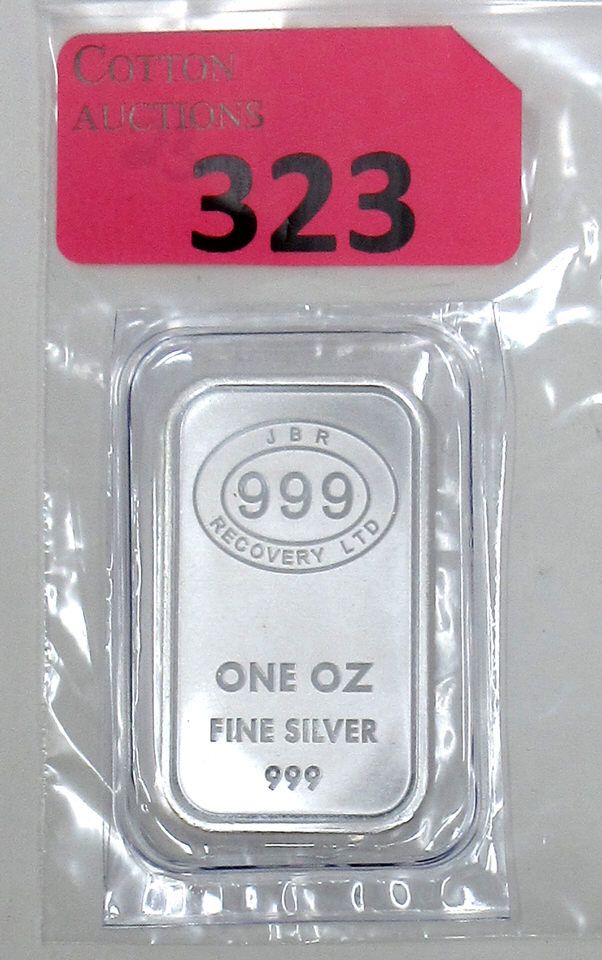 COTTON
AUCTIONS
323
JBR
999
RECOVERY LTD
ONE OZ
FINE SILVER
999